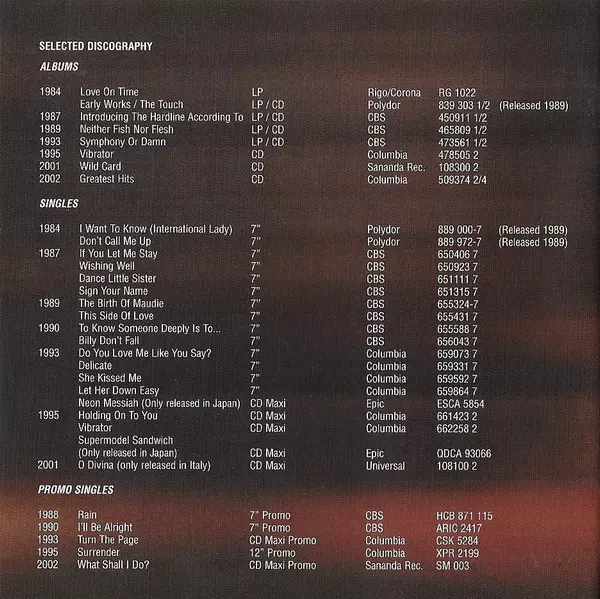 SELECTED DISCOGRAPHY
ALBUMS
1984 Love On Time LP Rigo/Corona RG 1022
Early Works / The Touch LP / CD Polydor 839 303 1/2 (Released 1989)
1987 Introducing The Hardline According To LP / CD CBS 450911 1/2
1989 Neither Fish Nor Flesh LP / CD CBS 465809 1/2
1993 Symphony Or Damn LP / CD CBS 473561 1/2
1995 Vibrator CD Columbia 478505 2
2001 Wild Card CD Sananda Rec. 108300 2
2002 Greatest Hits CD Columbia 509374 2/4
SINGLES
1984 I Want To Know (International Lady) 7" Polydor 889 000-7 (Released 1989)
Don't Call Me Up 7" Polydor 889 972-7 (Released 1989)
1987 If You Let Me Stay 7" CBS 650406 7
Wishing Well 7" CBS 650923 7
Dance Little Sister 7" CBS 651111 7
Sign Your Name 7" CBS 651315 7
1989 The Birth Of Maudie 7" CBS 655324-7
This Side Of Love 7" CBS 655431 7
1990 To Know Someone Deeply Is To... 7" CBS 655588 7
Billy Don't Fall 7" CBS 656043 7
1993 Do You Love Me Like You Say? 7" Columbia 659073 7
Delicate 7" Columbia 659331 7
She Kissed Me 7" Columbia 659592 7
Let Her Down Easy 7" Columbia 659864 7
Neon Messiah (Only released in Japan) CD Maxi Epic ESCA 5854
1995 Holding On To You CD Maxi Columbia 661423 2
Vibrator CD Maxi Columbia 662258 2
Supermodel Sandwich
(Only released in Japan) CD Maxi Epic QDCA 93066
2001 O Divina (only released in Italy) CD Maxi Universal 108100 2
PROMO SINGLES
1988 Rain 7" Promo CBS HCB 871 115
1990 I'll Be Alright 7" Promo CBS ARIC 2417
1993 Turn The Page CD Maxi Promo Columbia CSK 5284
1995 Surrender 12" Promo Columbia XPR 2199
2002 What Shall I Do? CD Maxi Promo Sananda Rec. SM 003